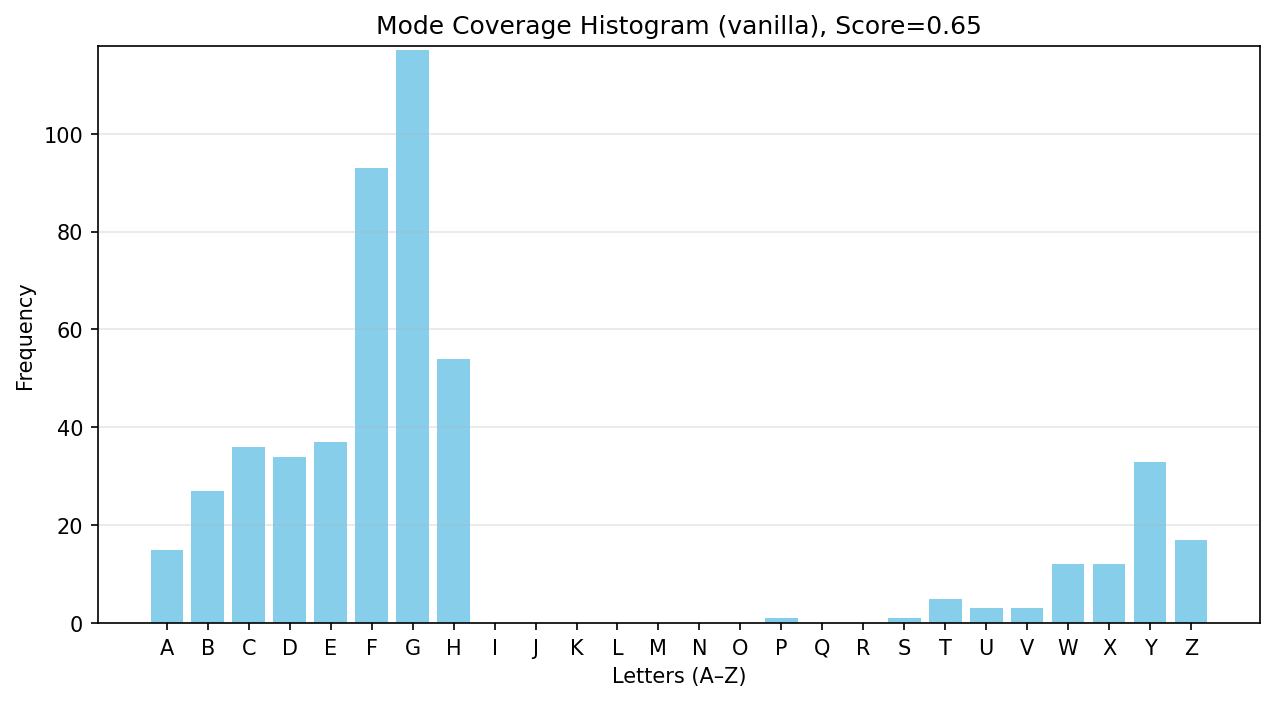 Mode Coverage Histogram (vanilla), Score=0.65
100
80
60
40
20
0
Frequency
A B C D E F G H I J K L M N O P Q R S T U V W X Y Z
Letters (A–Z)